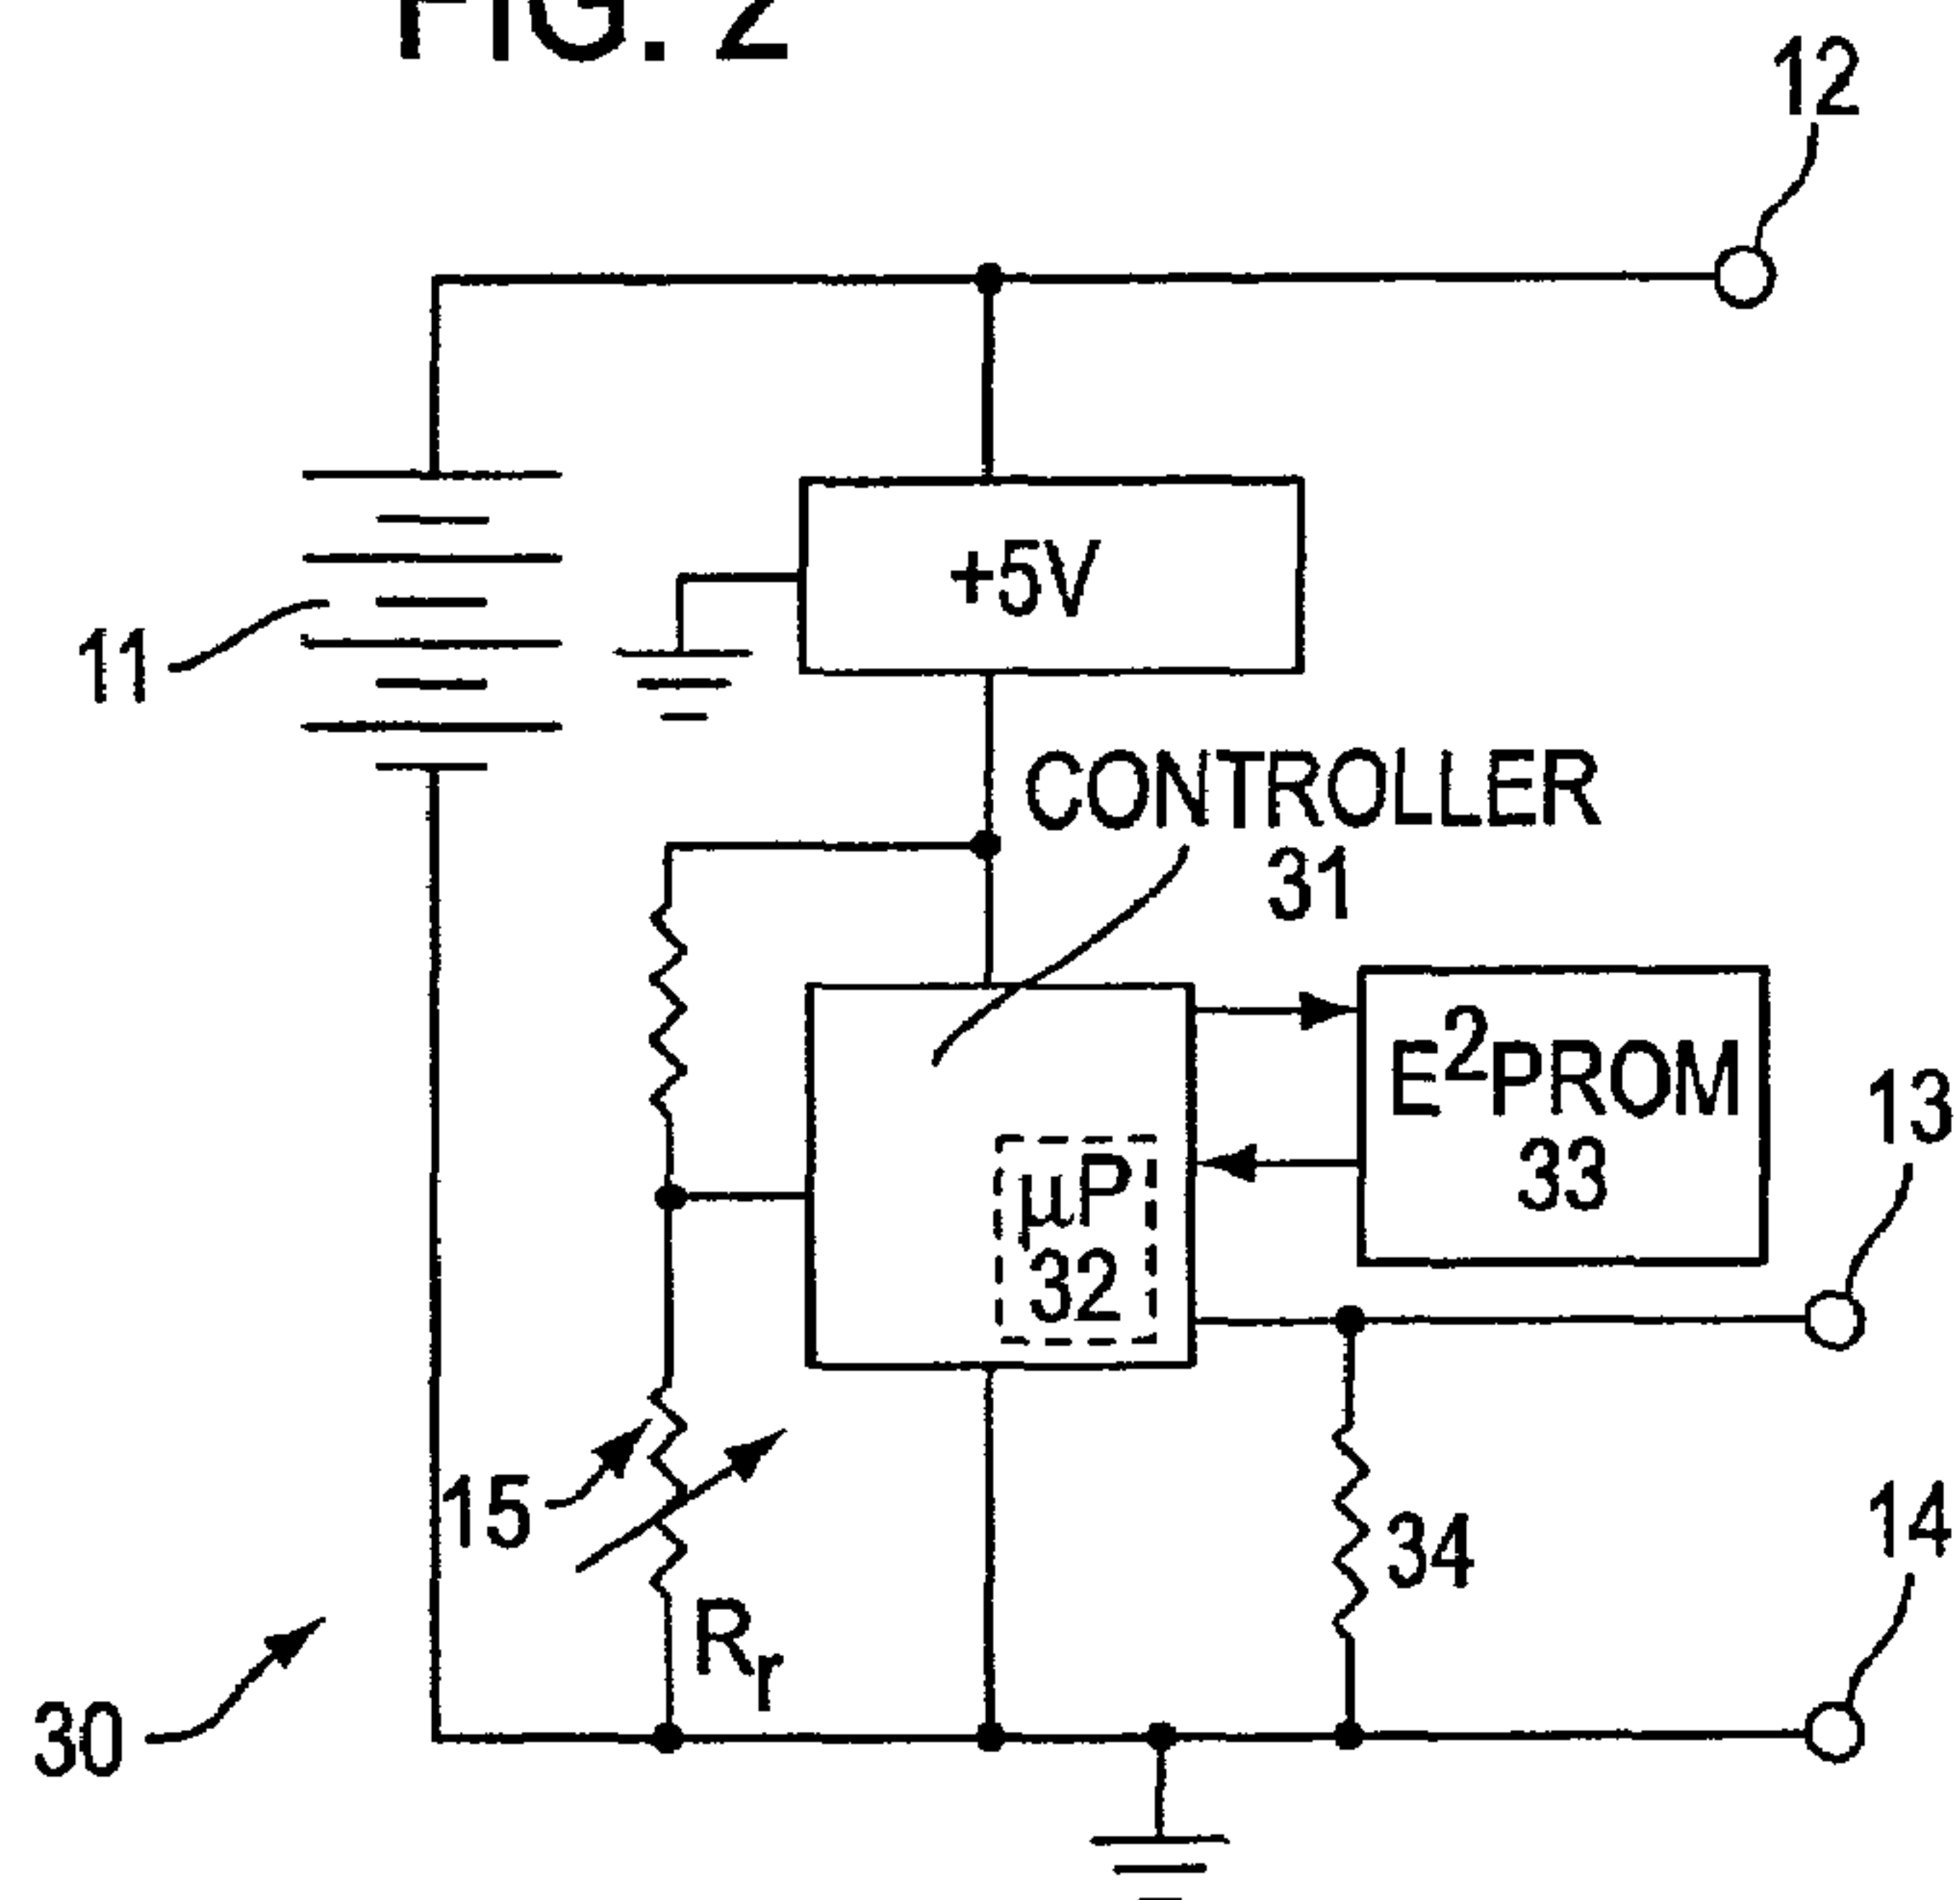 FIG. 2
12
+5V
11
CONTROLLER
31
E²PROM
33
13
µP
32
15
34
14
Rr
30